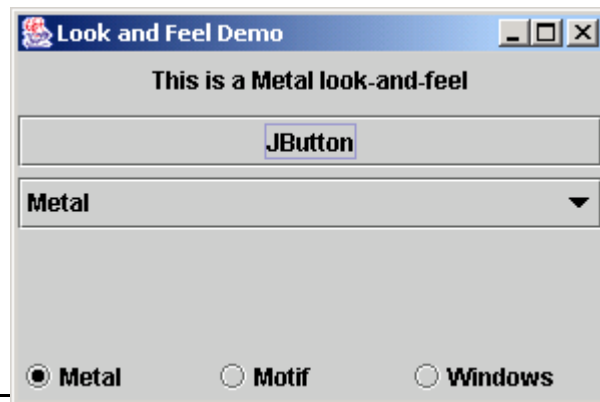 Look and Feel Demo
This is a Metal look-and-feel
JButton
Metal
Metal Motif Windows